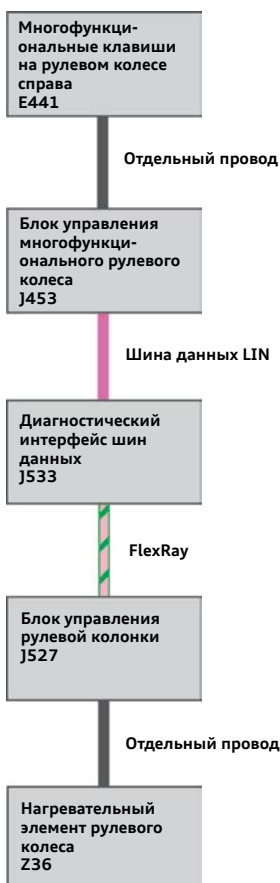 Многофункци-
ональные клавиши
на рулевом колесе
справа
E441
Отдельный провод
Блок управления
многофункци-
онального рулевого
колеса
J453
Шина данных LIN
Диагностический
интерфейс шин
данных
J533
FlexRay
Блок управления
рулевой колонки
J527
Отдельный провод
Нагревательный
элемент рулевого
колеса
Z36